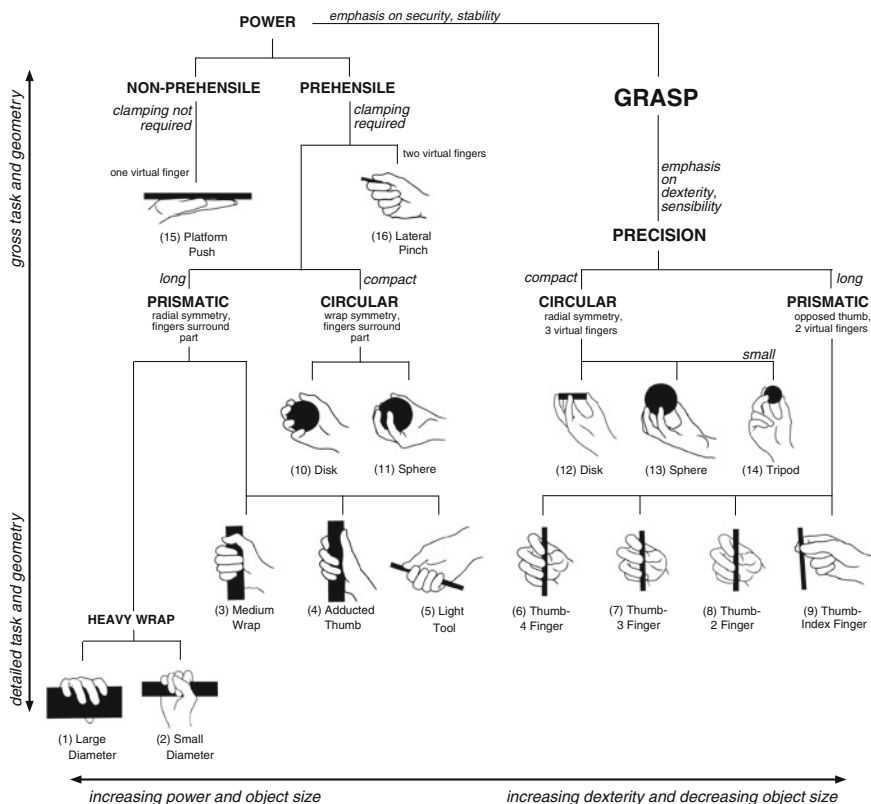 POWER
emphasis on security, stability
NON-PREHENSILE
PREHENSILE
GRASP
clamping not
required
clamping
required
one virtual finger
two virtual fingers
emphasis
on
dexterity,
sensibility
(15) Platform
Push
(16) Lateral
Pinch
PRECISION
long
compact
compact
long
PRISMATIC
radial symmetry,
fingers surround
part
CIRCULAR
wrap symmetry,
fingers surround
part
CIRCULAR
radial symmetry,
3 virtual fingers
PRISMATIC
opposed thumb,
2 virtual fingers
small
(10) Disk
(11) Sphere
(12) Disk
(13) Sphere
(14) Tripod
(3) Medium
Wrap
(4) Adducted
Thumb
(5) Light
Tool
(6) Thumb-
4 Finger
(7) Thumb-
3 Finger
(8) Thumb-
2 Finger
(9) Thumb-
Index Finger
HEAVY WRAP
(1) Large
Diameter
(2) Small
Diameter
gross task and geometry
detailed task and geometry
increasing power and object size
increasing dexterity and decreasing object size